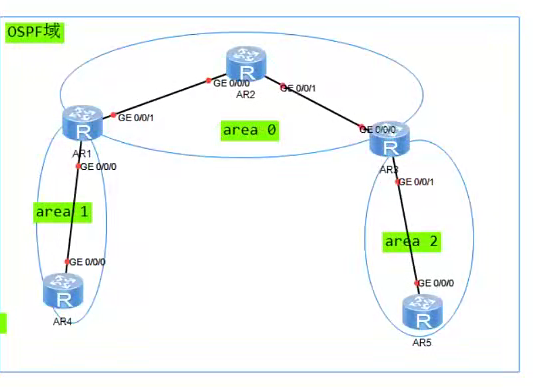 OSPF域
R
GE 0/0/0
AR2
GE 0/0/1
R
GE 0/0/1
area 0
GE 0/0/0
R
AR1
AR3
GE 0/0/0
GE 0/0/1
area 1
area 2
GE 0/0/0
R
AR4
GE 0/0/0
R
AR5